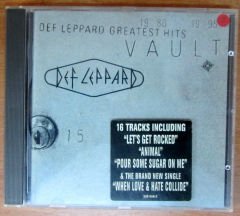 19 80
19 95
DEF LEPPARD GREATEST HITS
VAULT
DEF LEPPARD
15
16 TRACKS INCLUDING
"LET'S GET ROCKED"
"ANIMAL"
"POUR SOME SUGAR ON ME"
& THE BRAND NEW SINGLE
"WHEN LOVE & HATE COLLIDE"